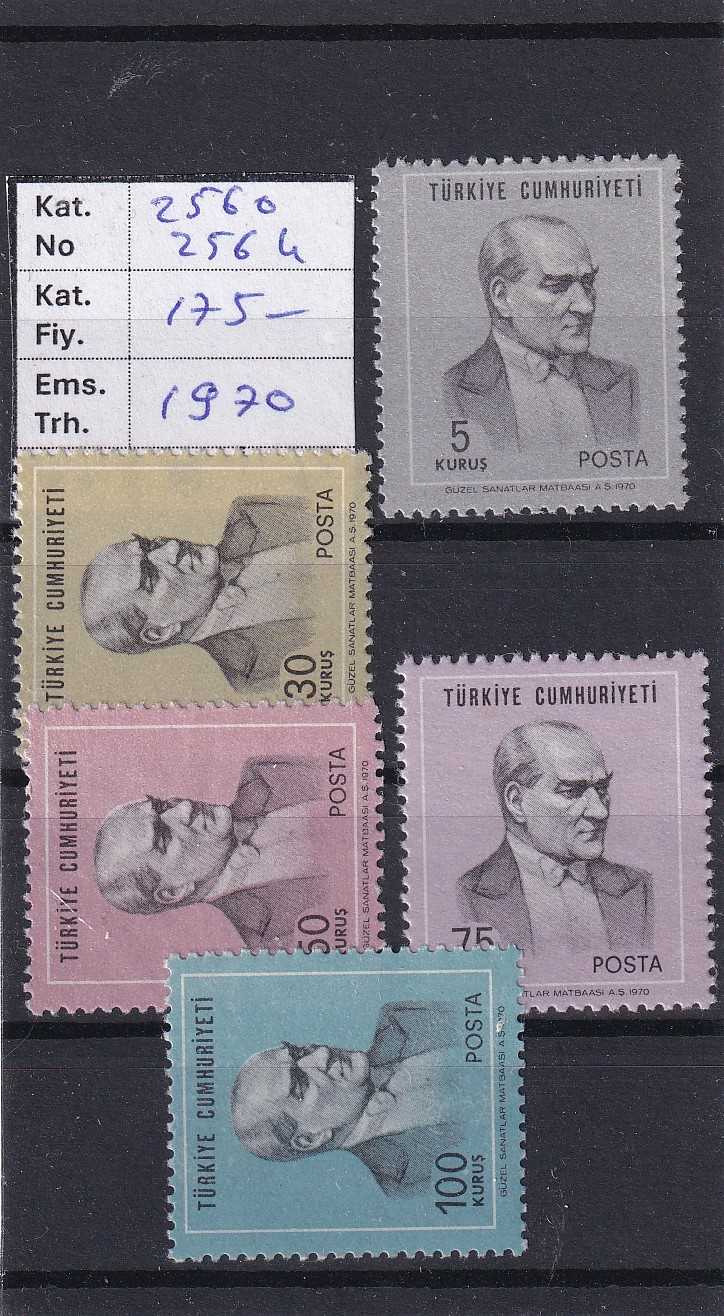 Kat. 2560
No 2564
Kat. 175-
Fiy.
Ems. 1970
Trh.
TÜRKİYE CUMHURİYETİ
5
KURUŞ
POSTA
GÜZEL SANATLAR MATBAASI A.Ş. 1970
TÜRKİYE CUMHURİYETİ
30
KURUŞ
POSTA
GÜZEL SANATLAR MATBAASI A.Ş. 1970
TÜRKİYE CUMHURİYETİ
50
KURUŞ
POSTA
GÜZEL SANATLAR MATBAASI A.Ş. 1970
TÜRKİYE CUMHURİYETİ
75
POSTA
TLAR MATBAASI A.Ş. 1970
TÜRKİYE CUMHURİYETİ
100
KURUŞ
POSTA
GÜZEL SANATLAR MATBAASI A.Ş. 1970